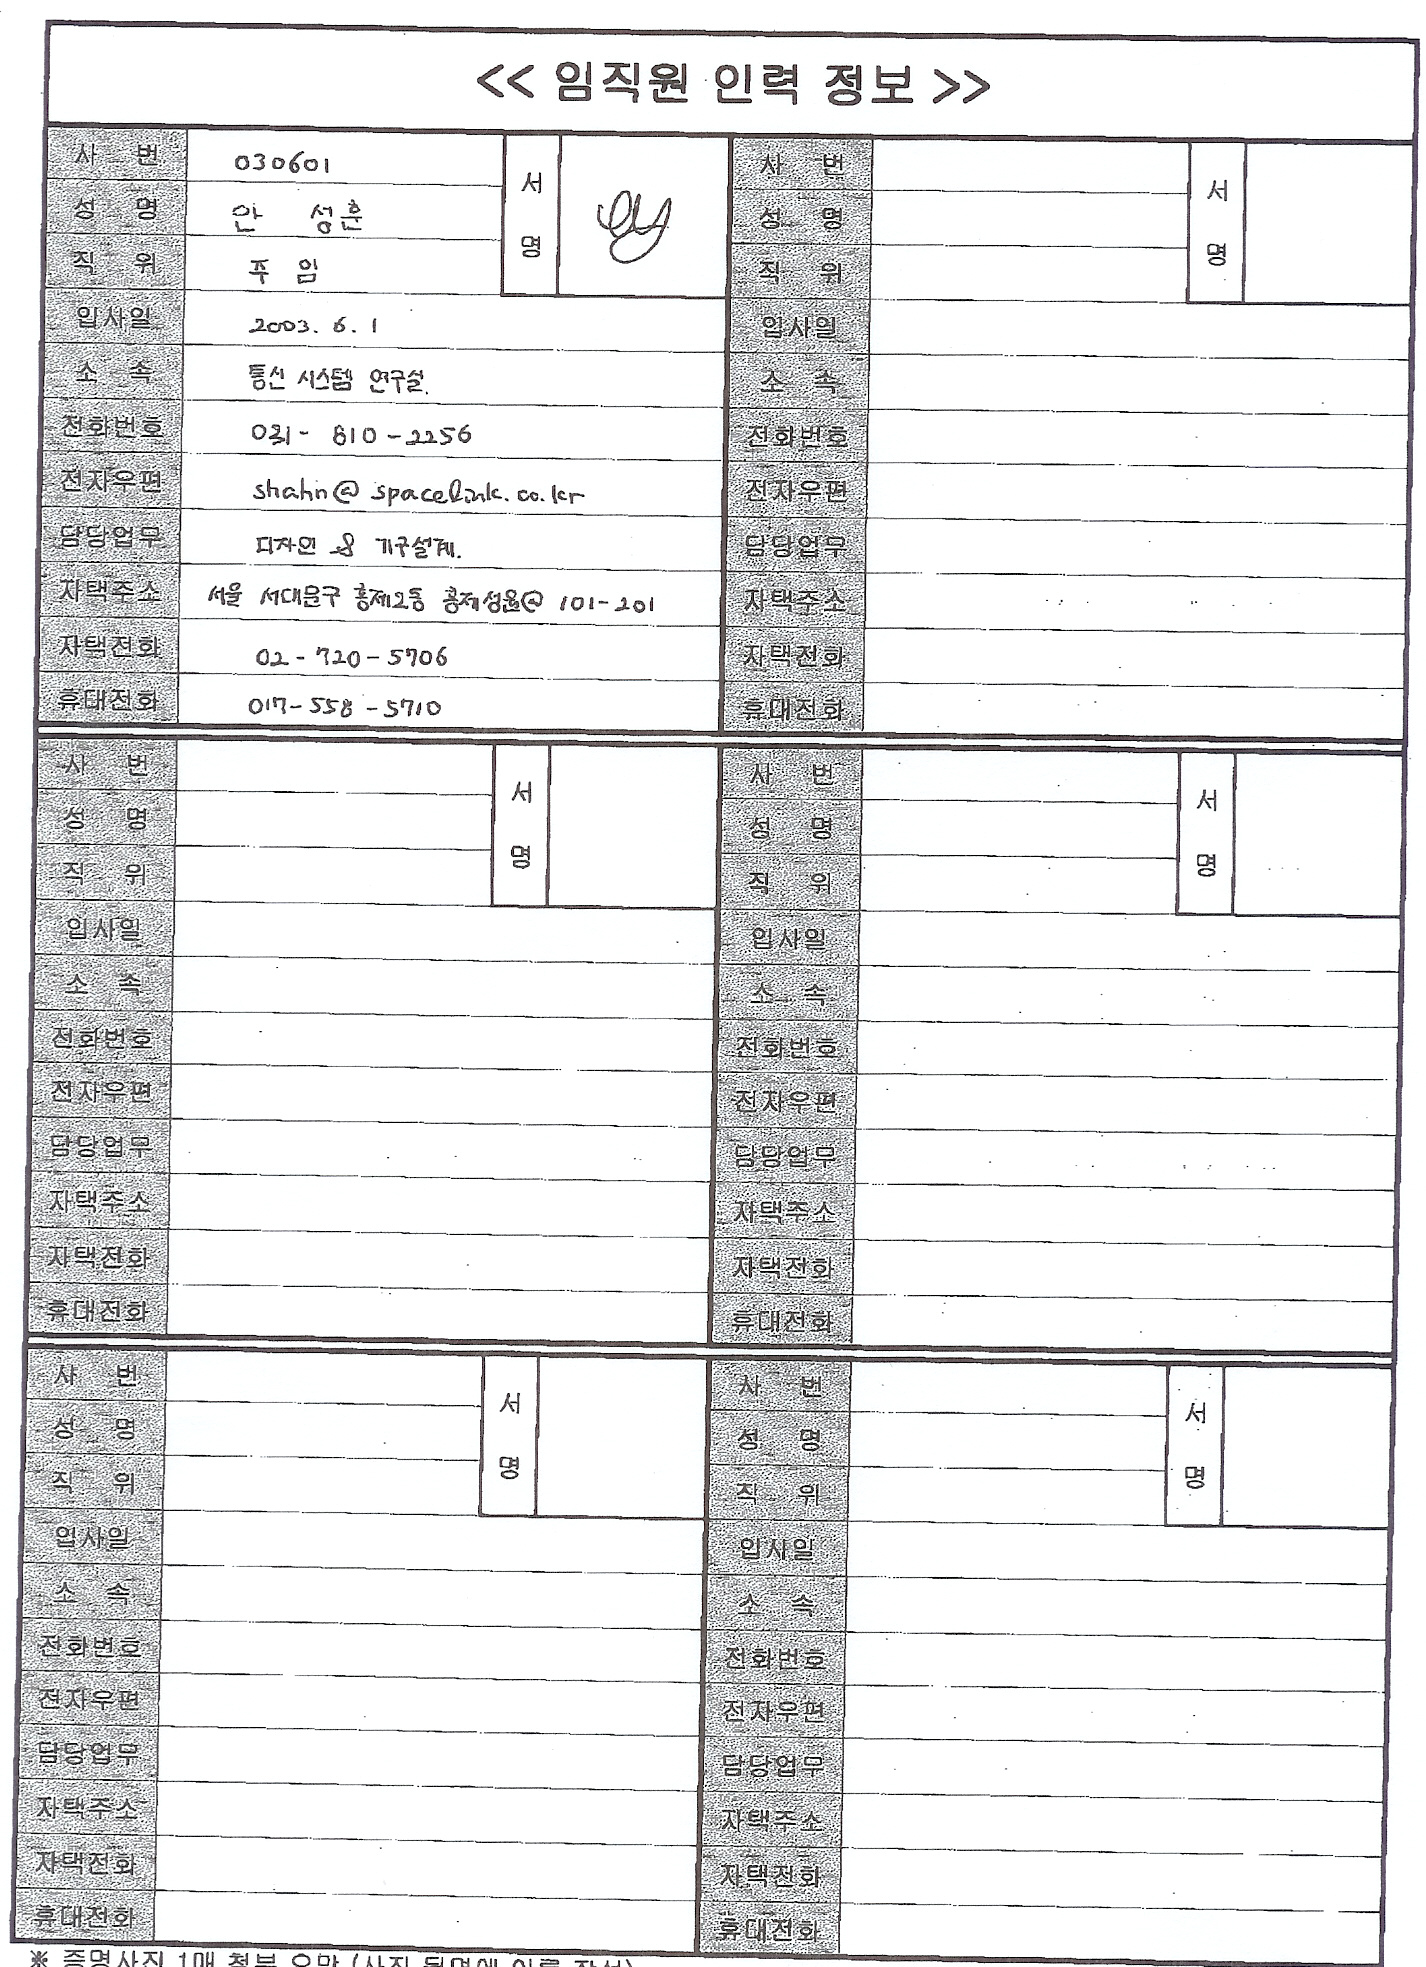 << 임직원 인력 정보 >>
사 번 030601 서명 사 번 서명
성 명 안 성훈 성 명
직 위 주 임 직 위
입사일 2003. 6. 1 입사일
소 속 통신 시스템 연구실. 소 속
전화번호 031- 810-2256 전화번호
전자우편 shahn@spacelink.co.kr 전자우편
담당업무 디자인 & 기구설계. 담당업무
자택주소 서울 서대문구 홍제2동 홍제성원@ 101-201 자택주소
자택전화 02-720-5706 자택전화
휴대전화 017-558-5710 휴대전화
사 번 서명 사 번 서명
성 명 성 명
직 위 직 위
입사일 입사일
소 속 소 속
전화번호 전화번호
전자우편 전자우편
담당업무 담당업무
자택주소 자택주소
자택전화 자택전화
휴대전화 휴대전화
사 번 서명 사 번 서명
성 명 성 명
직 위 직 위
입사일 입사일
소 속 소 속
전화번호 전화번호
전자우편 전자우편
담당업무 담당업무
자택주소 자택주소
자택전화 자택전화
휴대전화 휴대전화
※ 증명사진 1매 첨부 요망 (사진 뒷면에 이름 작성)